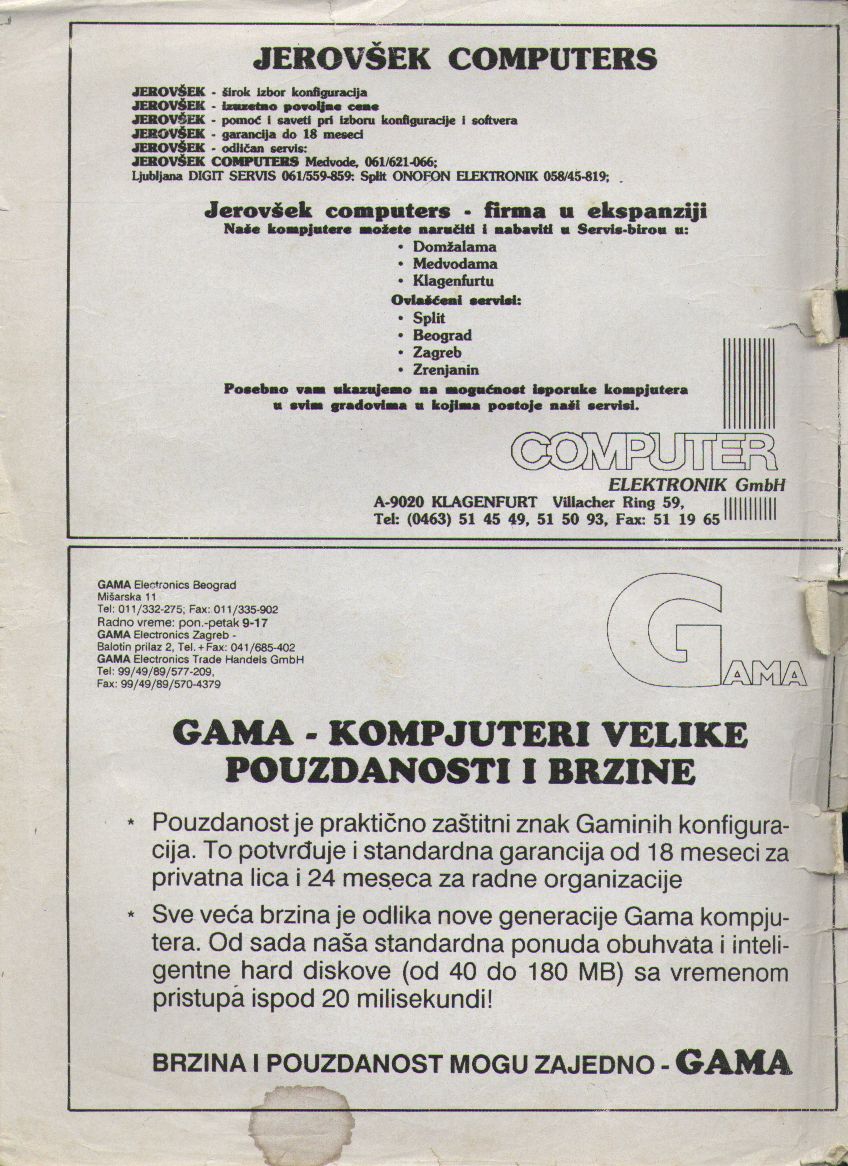 JEROVŠEK COMPUTERS
JEROVŠEK - širok izbor konfiguracija
JEROVŠEK - izuzetno povoljne cene
JEROVŠEK - pomoć i saveti pri izboru konfiguracije i softvera
JEROVŠEK - garancija do 18 meseci
JEROVŠEK - odličan servis:
JEROVŠEK COMPUTERS Medvode, 061/621-066;
Ljubljana DIGIT SERVIS 061/559-859: Split ONOFON ELEKTRONIK 058/45-819;
Jerovšek computers - firma u ekspanziji
Naše kompjutere možete naručiti i nabaviti u Servis-birou u:
• Domžalama
• Medvodama
• Klagenfurtu
Ovlašćeni servisi:
• Split
• Beograd
• Zagreb
• Zrenjanin
Posebno vam ukazujemo na mogućnost isporuke kompjutera
u svim gradovima u kojima postoje naši servisi.
COMPUTER
ELEKTRONIK GmbH
A-9020 KLAGENFURT Villacher Ring 59,
Tel: (0463) 51 45 49, 51 50 93, Fax: 51 19 65
GAMA Electronics Beograd
Mišarska 11
Tel: 011/332-275; Fax: 011/335-902
Radno vreme: pon.-petak 9-17
GAMA Electronics Zagreb -
Balotin prilaz 2, Tel. + Fax: 041/685-402
GAMA Electronics Trade Handels GmbH
Tel: 99/49/89/577-209,
Fax: 99/49/89/570-4379
GAMA
GAMA - KOMPJUTERI VELIKE
POUZDANOSTI I BRZINE
* Pouzdanost je praktično zaštitni znak Gaminih konfigura-
cija. To potvrđuje i standardna garancija od 18 meseci za
privatna lica i 24 meseca za radne organizacije
* Sve veća brzina je odlika nove generacije Gama kompju-
tera. Od sada naša standardna ponuda obuhvata i inteli-
gentne hard diskove (od 40 do 180 MB) sa vremenom
pristupa ispod 20 milisekundi!
BRZINA I POUZDANOST MOGU ZAJEDNO - GAMA